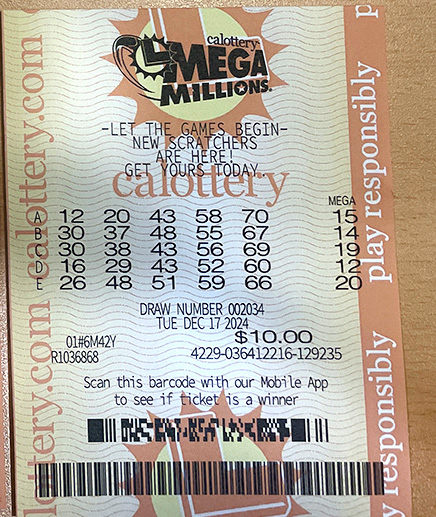 calottery
MEGA
MILLIONS
-LET THE GAMES BEGIN-
NEW SCRATCHERS
ARE HERE!
GET YOURS TODAY
calottery
MEGA
A 12 20 43 58 70 15
B 30 37 48 55 67 14
C 30 38 43 56 69 19
D 16 29 43 52 60 12
E 26 48 51 59 66 20
DRAW NUMBER 002034
TUE DEC 17 2024
01#6M42Y $10.00
R1036868 4229-036412216-129235
Scan this barcode with our Mobile App
to see if ticket is a winner
calottery.com calottery.com
play responsibly
responsibly